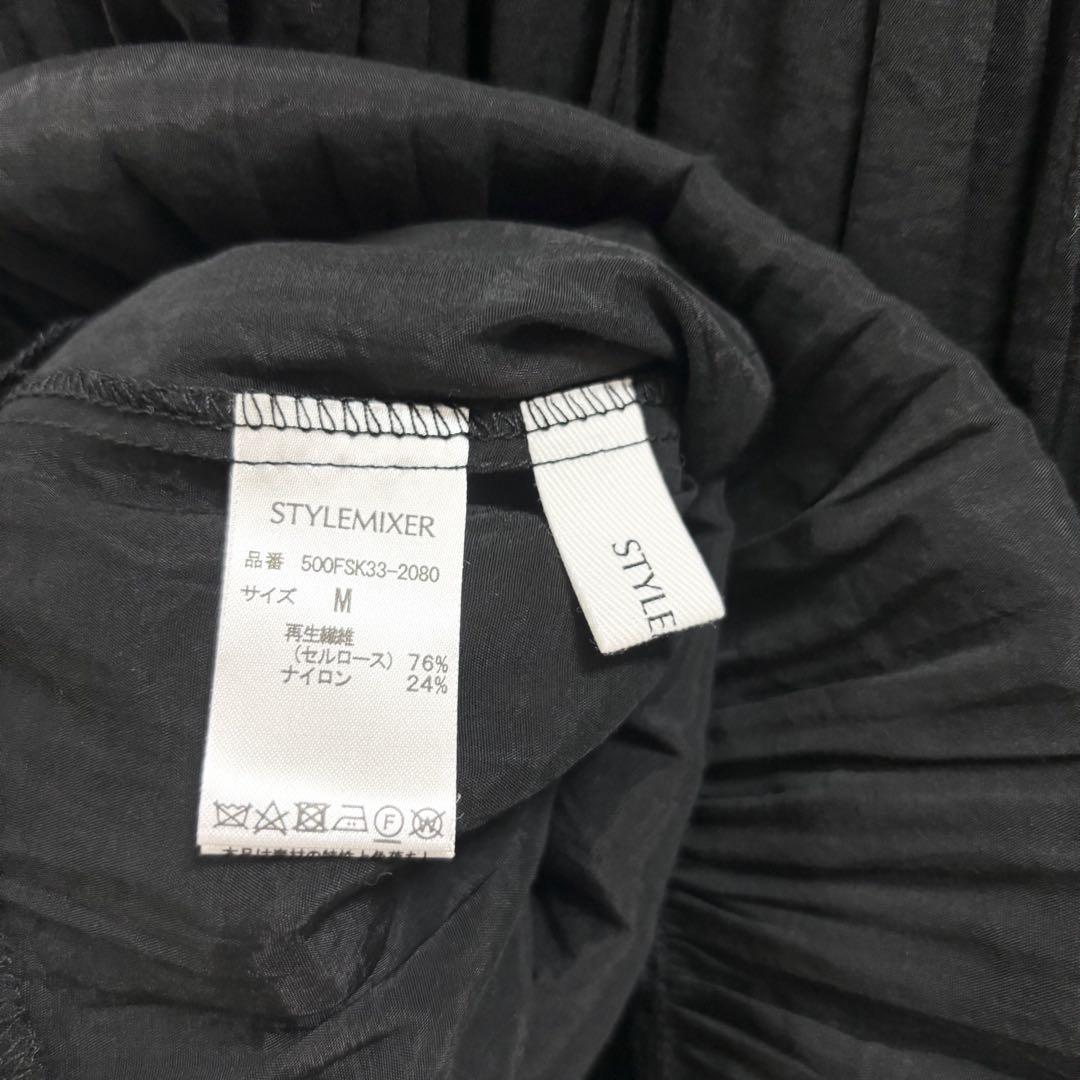 STYLEMIXER
品番 500FSK33-2080
サイズ M
再生繊維
(セルロース) 76%
ナイロン 24%
F W
STYLE